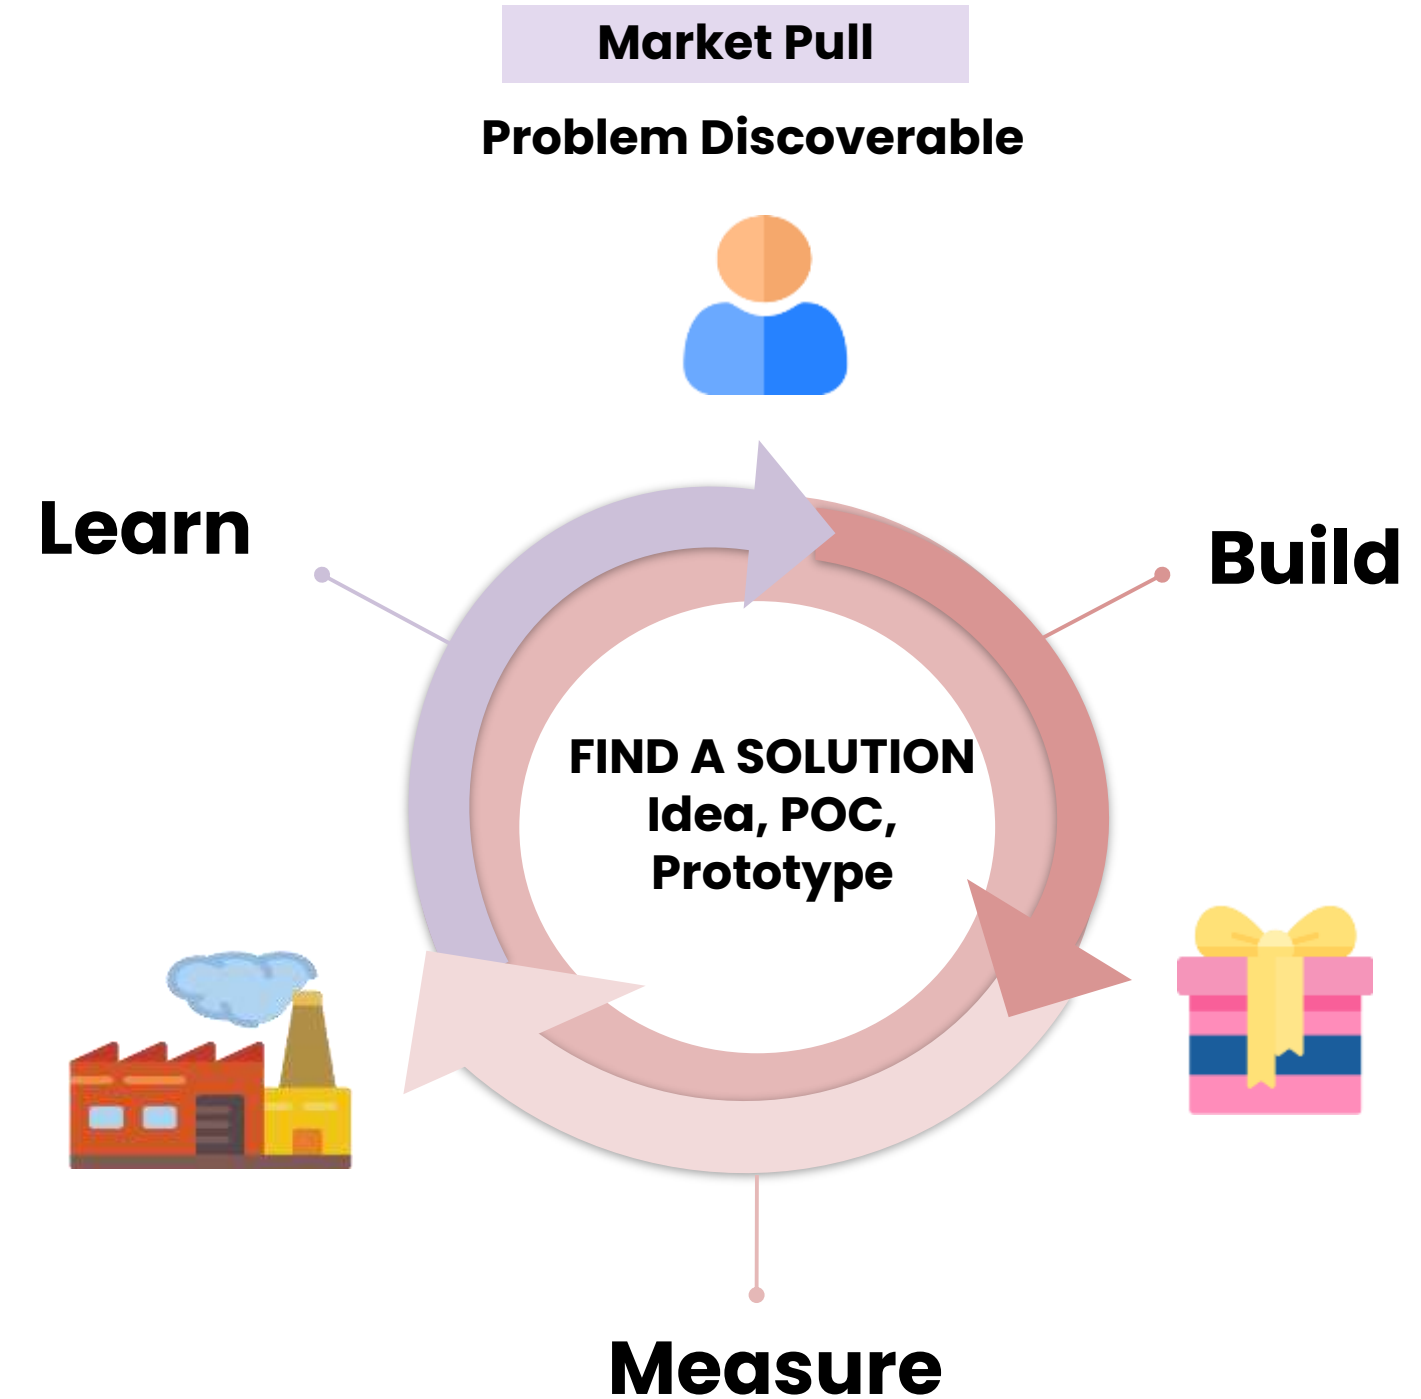 Market Pull
Problem Discoverable
Learn
Build
FIND A SOLUTION
Idea, POC,
Prototype
Measure